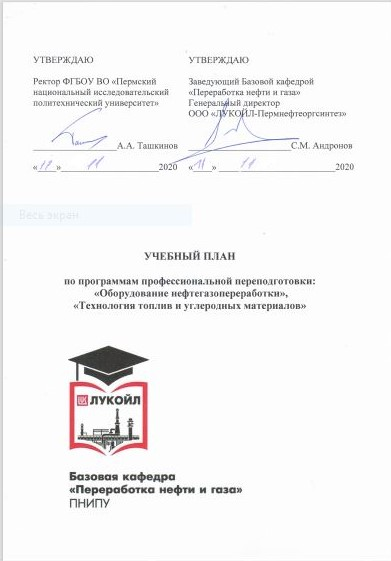 УТВЕРЖДАЮ
Ректор ФГБОУ ВО «Пермский
национальный исследовательский
политехнический университет»
А.А. Ташкинов
«11» 11 2020
УТВЕРЖДАЮ
Заведующий Базовой кафедрой
«Переработка нефти и газа»
Генеральный директор
ООО «ЛУКОЙЛ-Пермнефтеоргсинтез»
С.М. Андронов
«11» 11 2020
Весь экран
УЧЕБНЫЙ ПЛАН
по программам профессиональной переподготовки:
«Оборудование нефтегазопереработки»,
«Технология топлив и углеродных материалов»
ЛУКОЙЛ
Базовая кафедра
«Переработка нефти и газа»
ПНИПУ